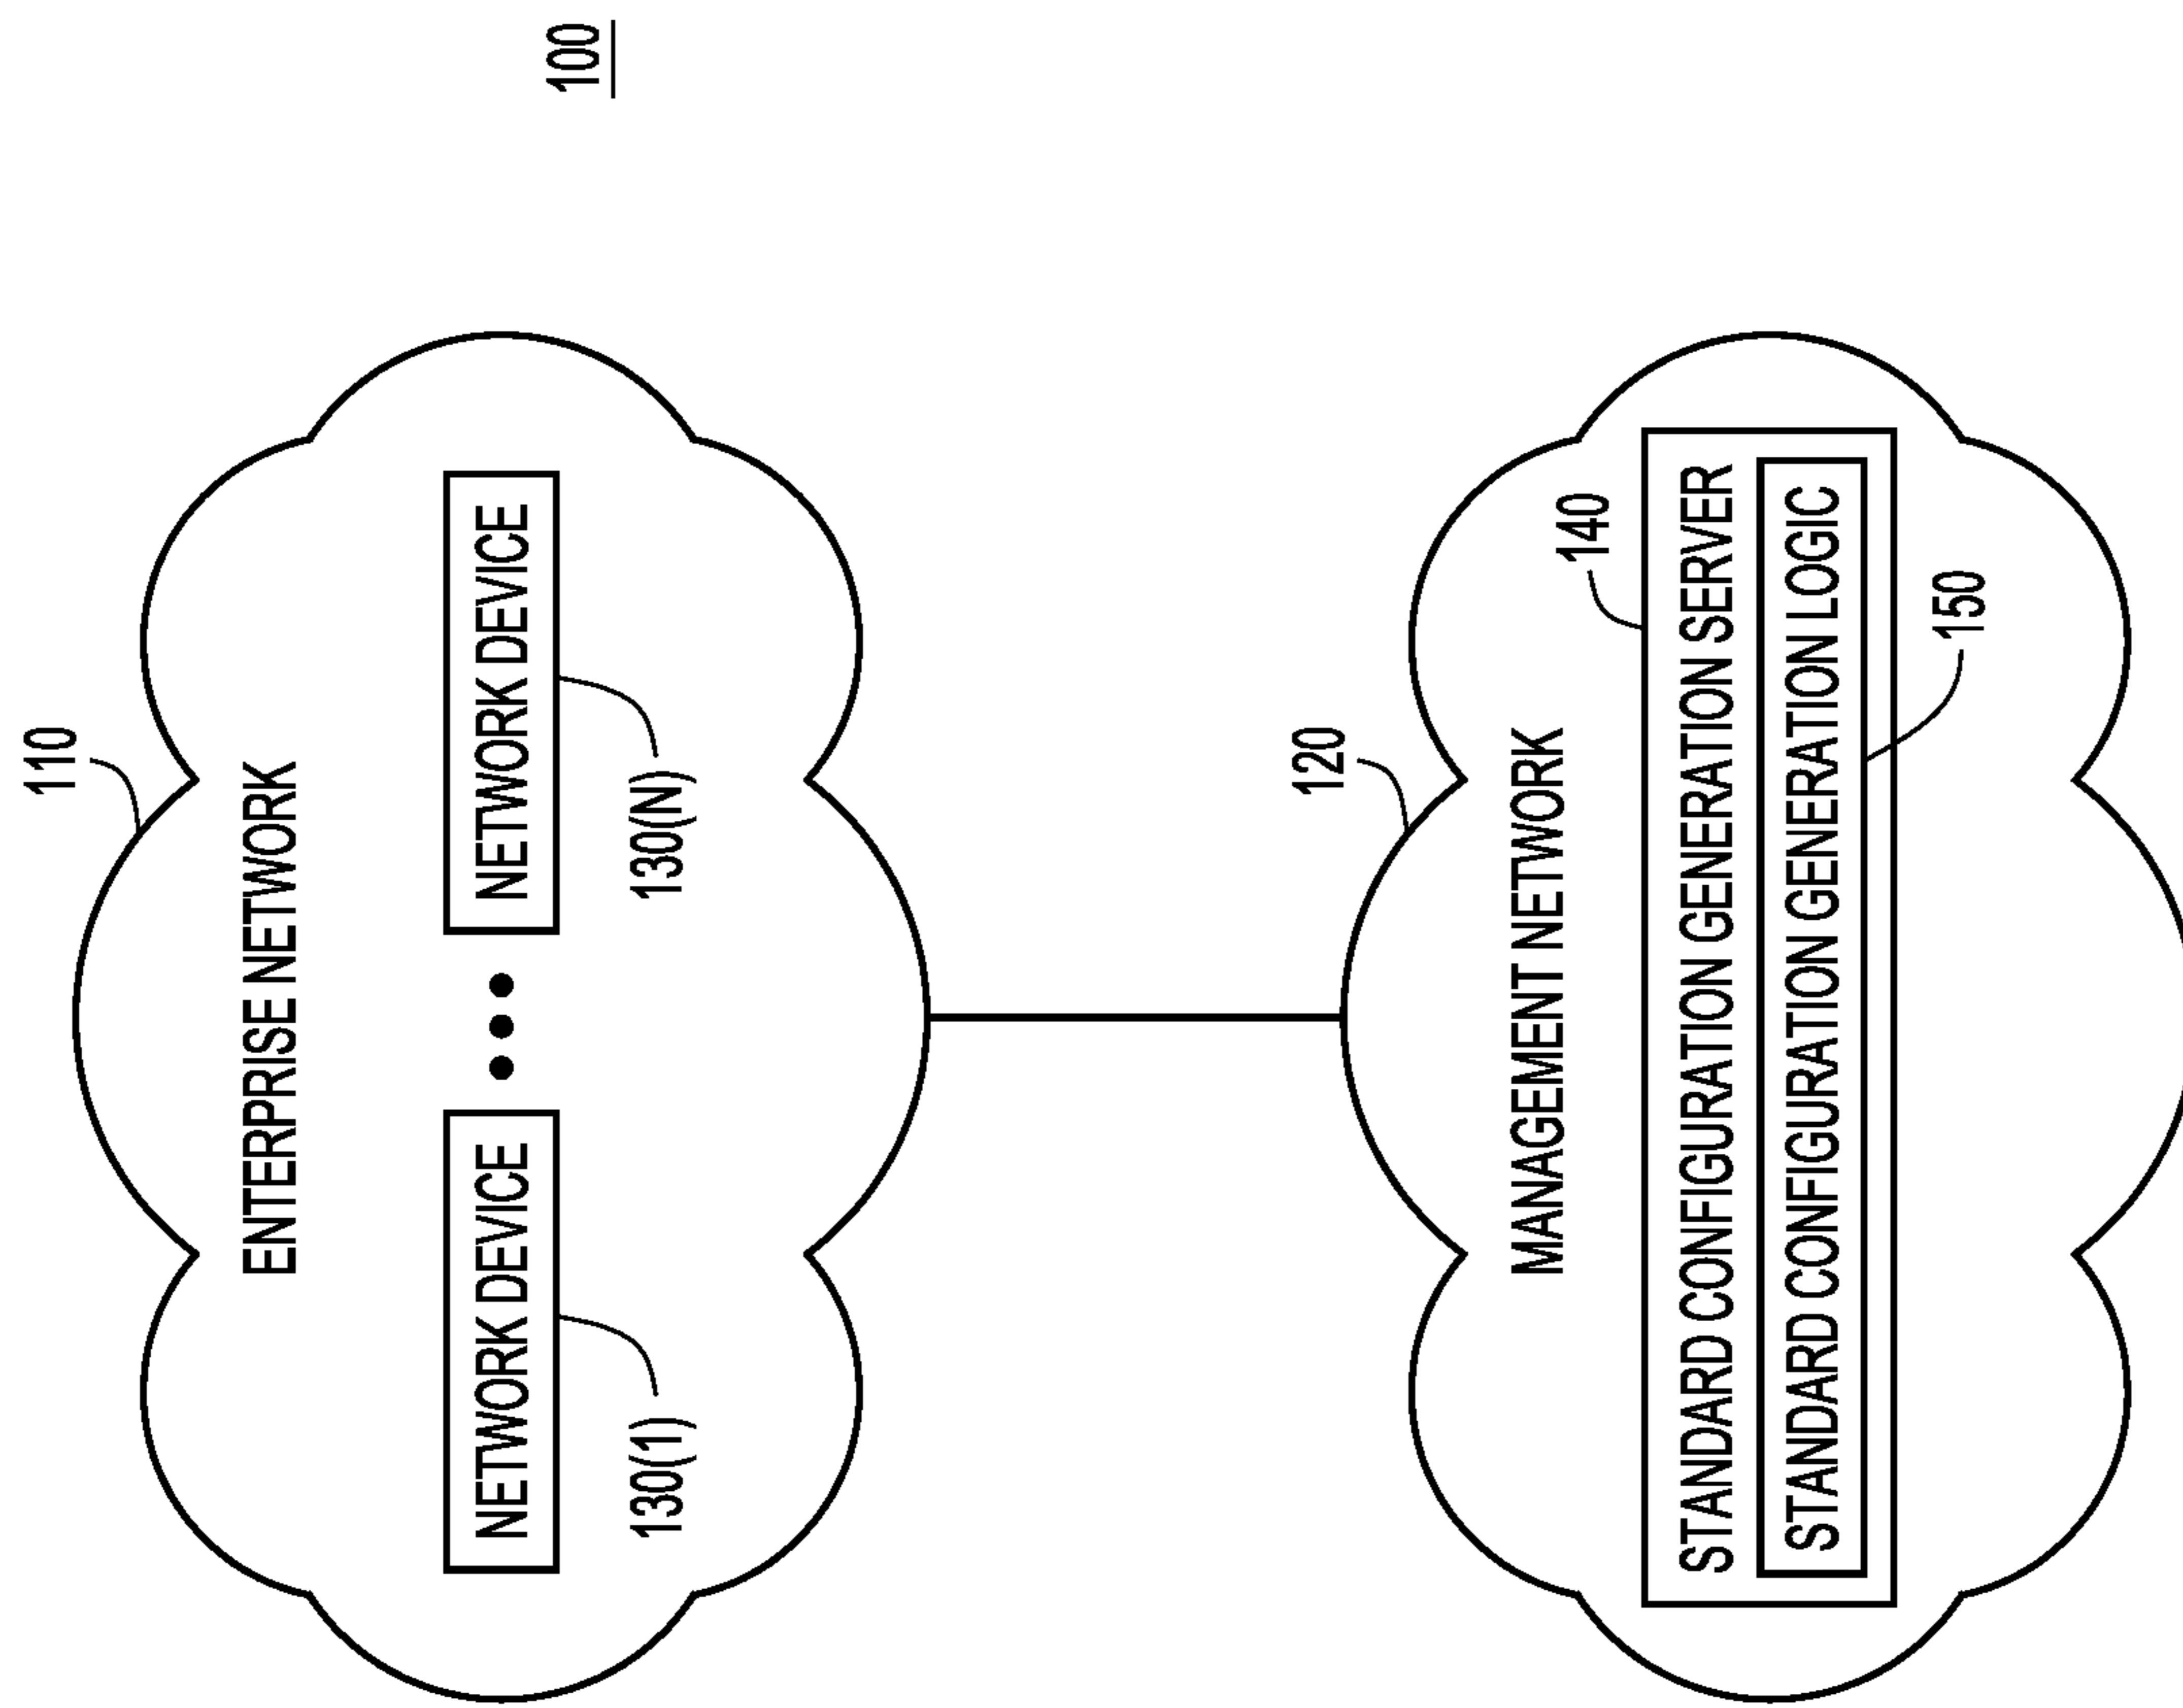 100
110
ENTERPRISE NETWORK
NETWORK DEVICE
NETWORK DEVICE
130(1)
130(N)
120
MANAGEMENT NETWORK
140
STANDARD CONFIGURATION GENERATION SERVER
STANDARD CONFIGURATION GENERATION LOGIC
150